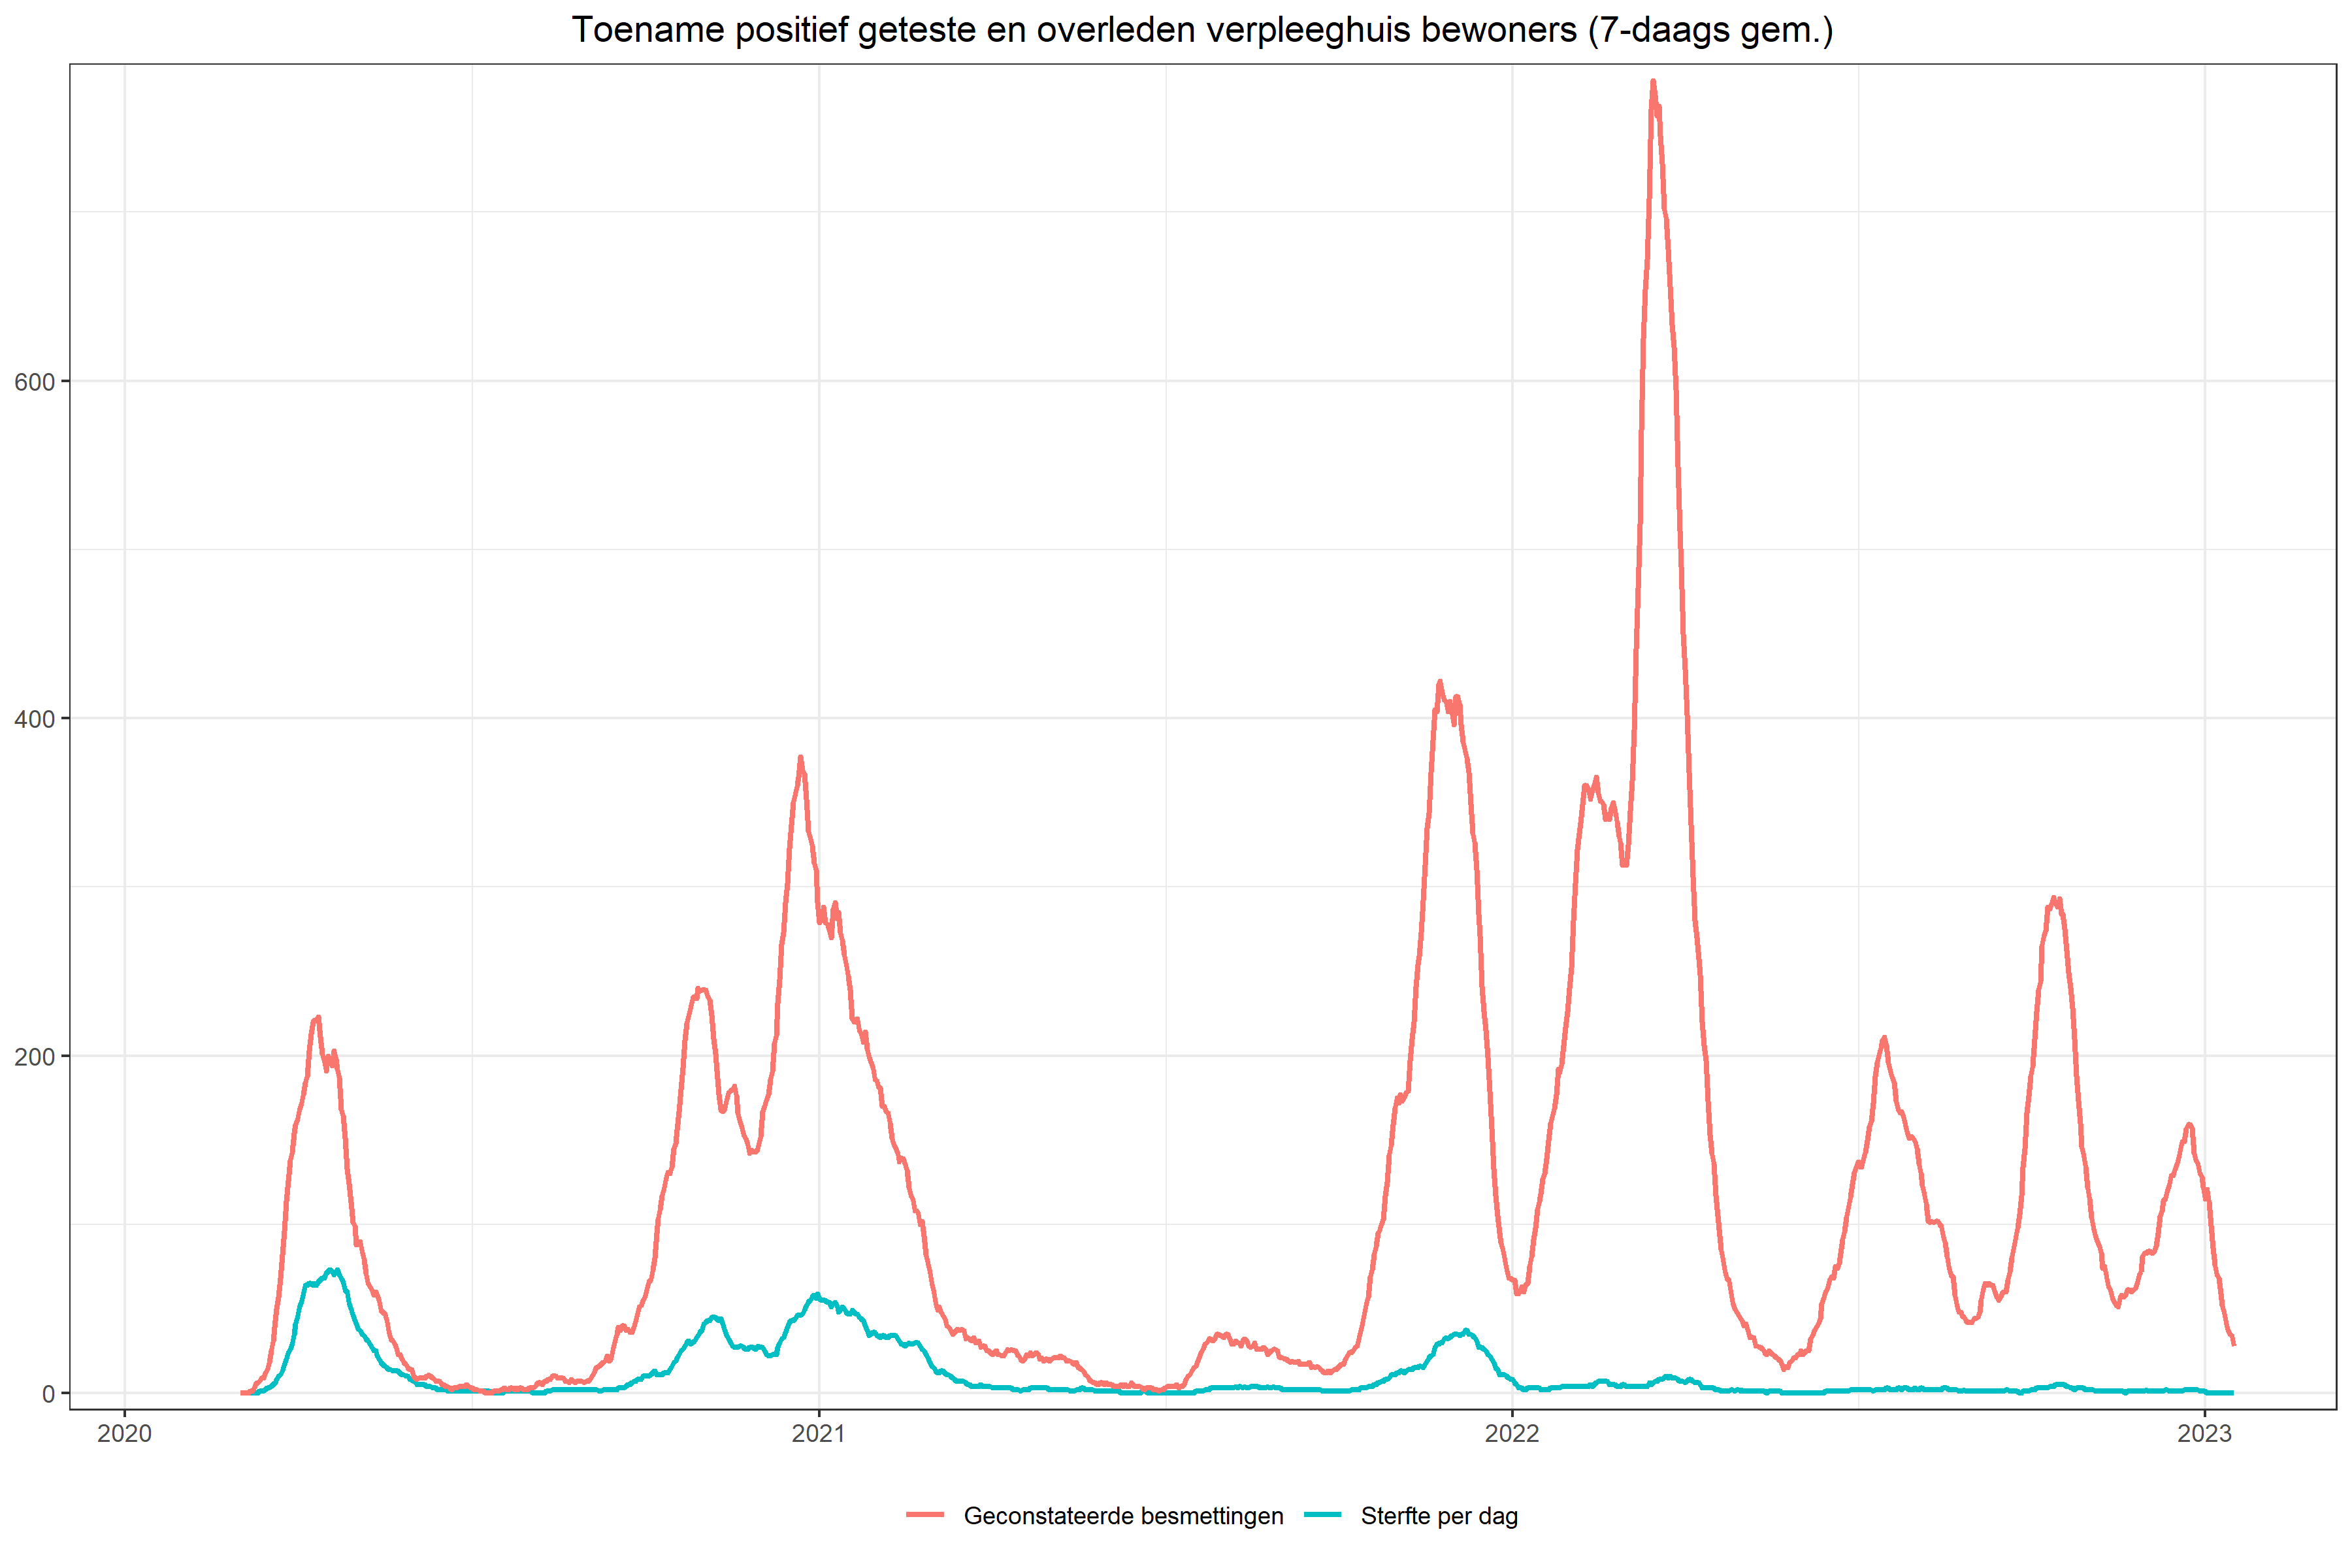 Toename positief geteste en overleden verpleeghuis bewoners (7-daags gem.)
600
400
200
0
2020 2021 2022 2023
Geconstateerde besmettingen Sterfte per dag